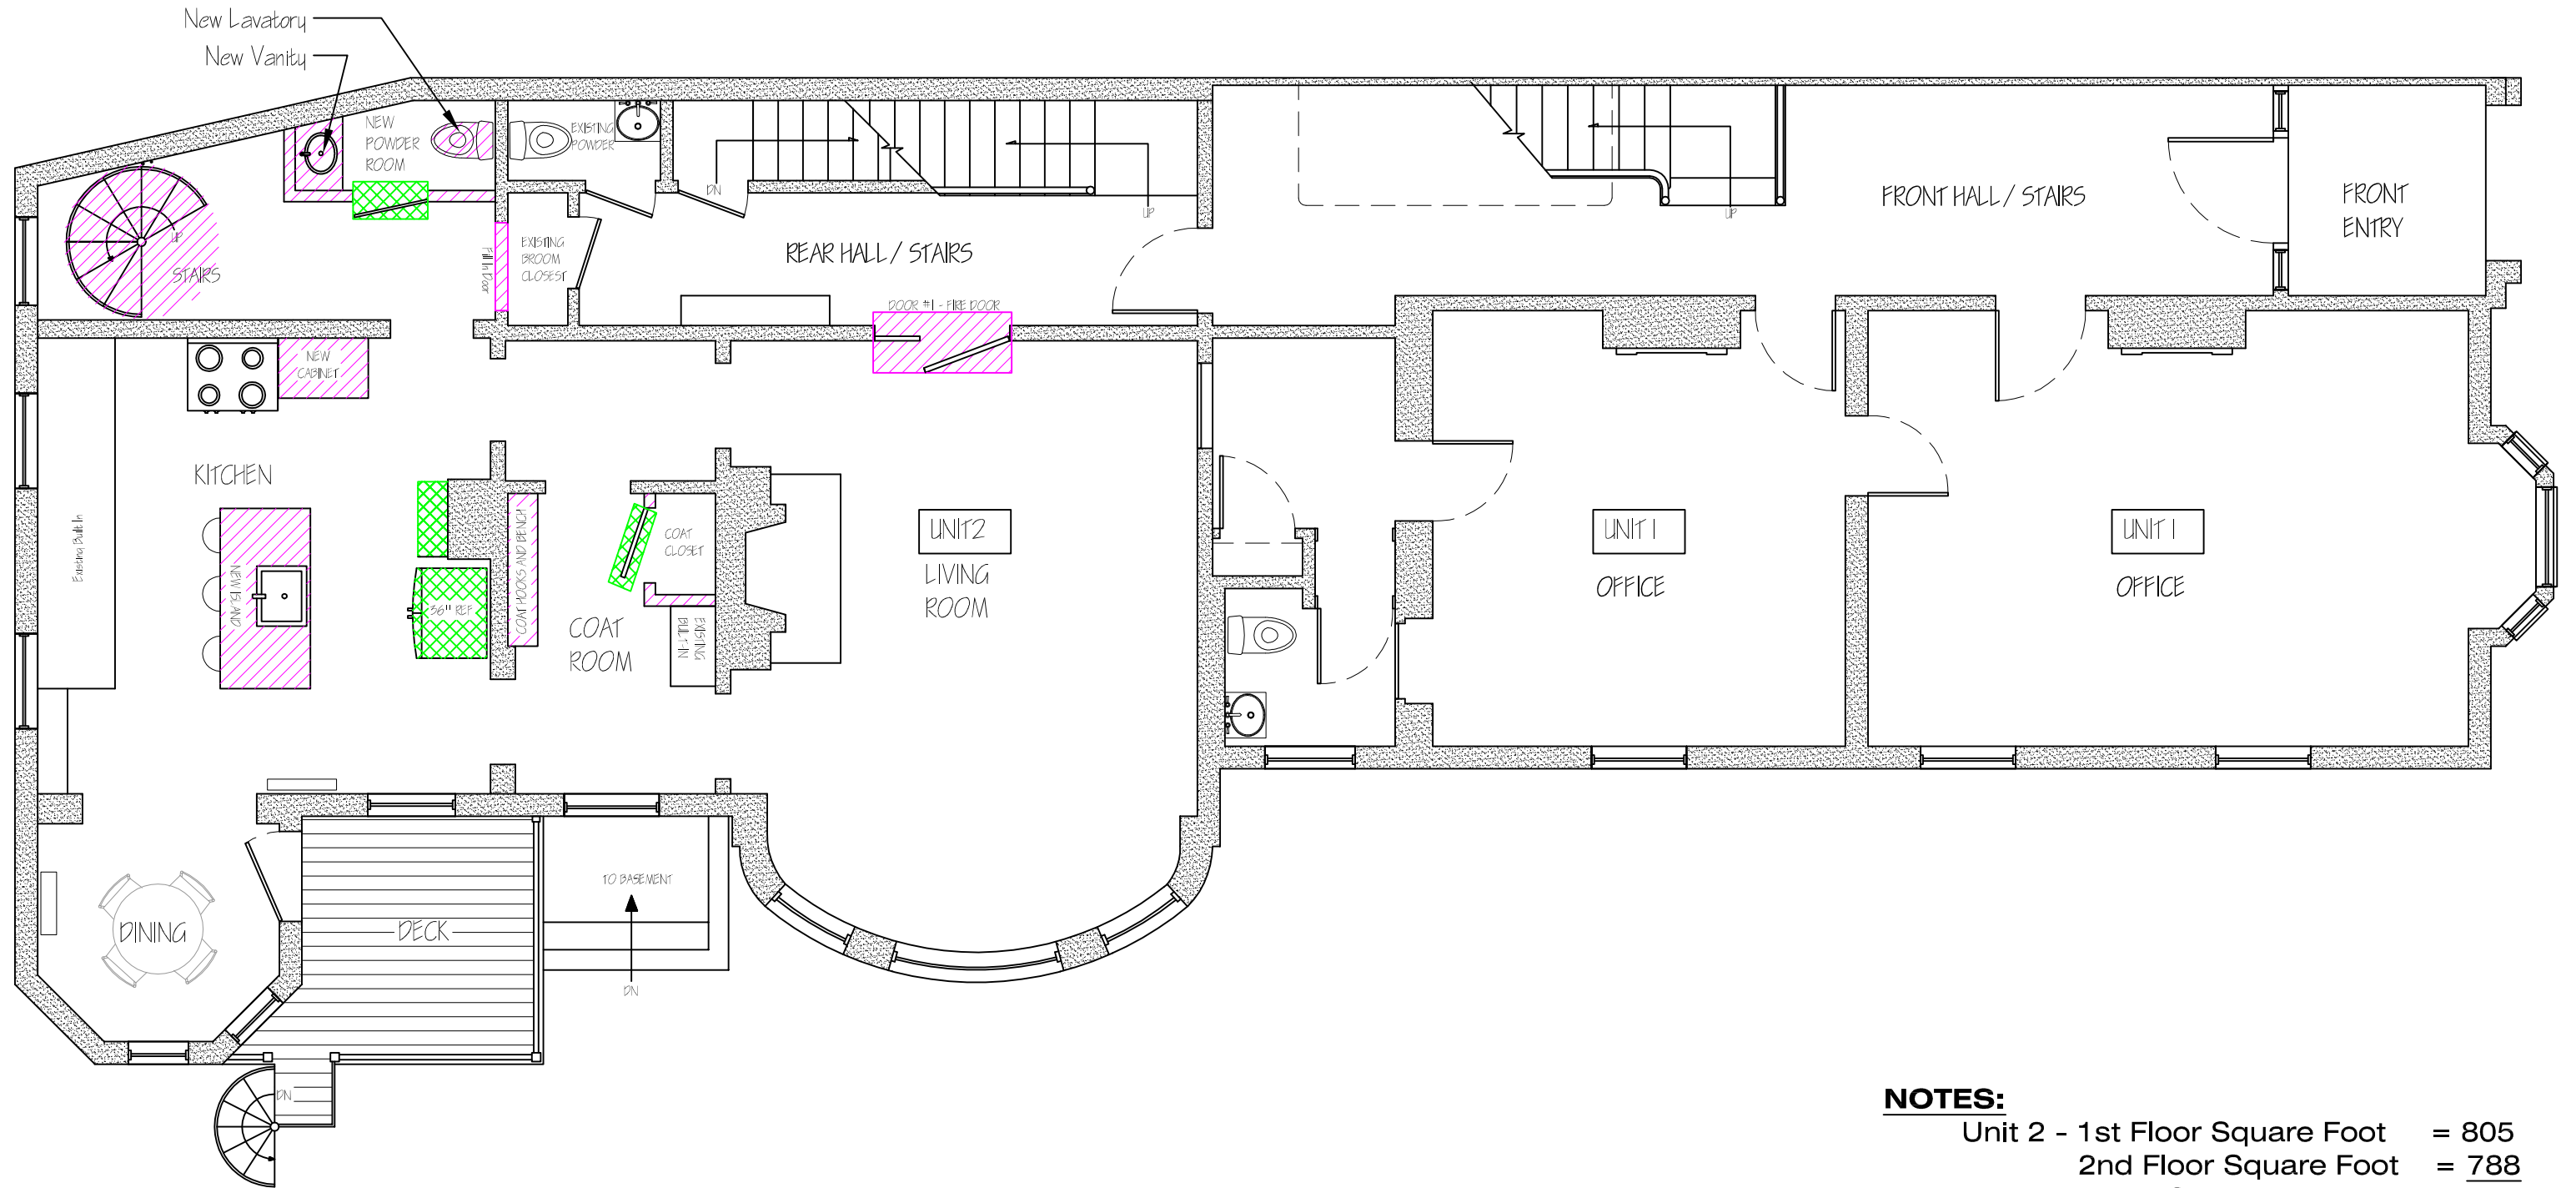 New Lavatory
New Vanity
NEW
POWDER
ROOM
EXISTING
POWDER
DN
UP
UP
FRONT HALL / STAIRS
FRONT
ENTRY
UP
STAIRS
Fill In Door
EXISTING
BROOM
CLOSEST
REAR HALL / STAIRS
DOOR #1 - FIRE DOOR
NEW
CABINET
KITCHEN
Existing Built In
NEW ISLAND
36" REF
COAT HOOKS AND BENCH
COAT
CLOSET
COAT
ROOM
EXISTING
BUILT-IN
UNIT 2
LIVING
ROOM
UNIT 1
OFFICE
UNIT 1
OFFICE
DINING
DECK
TO BASEMENT
DN
DN
NOTES:
Unit 2 - 1st Floor Square Foot = 805
2nd Floor Square Foot = 788